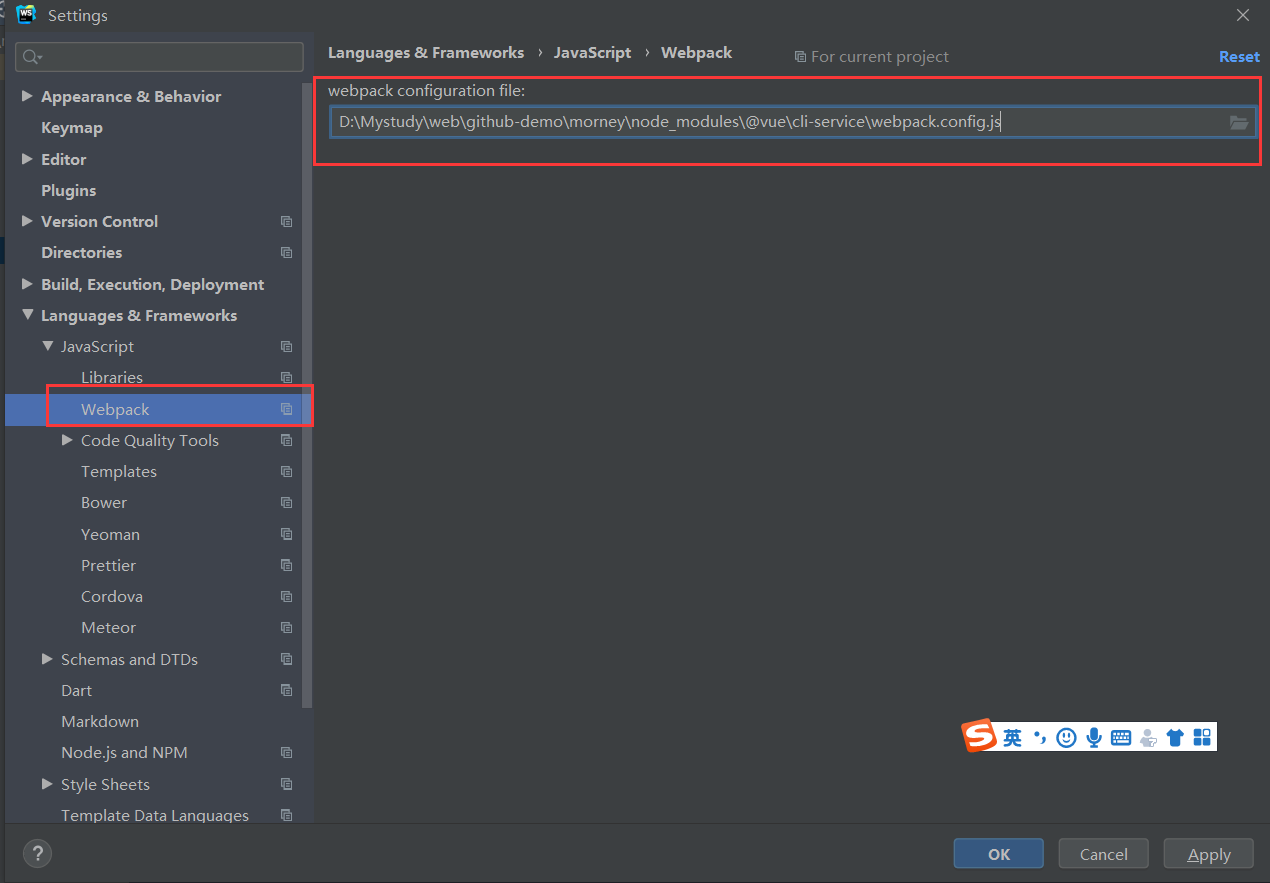 WS
Settings
Languages & Frameworks › JavaScript › Webpack
For current project
Reset
webpack configuration file:
D:\Mystudy\web\github-demo\morney\node_modules\@vue\cli-service\webpack.config.js
Appearance & Behavior
Keymap
Editor
Plugins
Version Control
Directories
Build, Execution, Deployment
Languages & Frameworks
JavaScript
Libraries
Webpack
Code Quality Tools
Templates
Bower
Yeoman
Prettier
Cordova
Meteor
Schemas and DTDs
Dart
Markdown
Node.js and NPM
Style Sheets
Template Data Languages
S 英
?
OK
Cancel
Apply